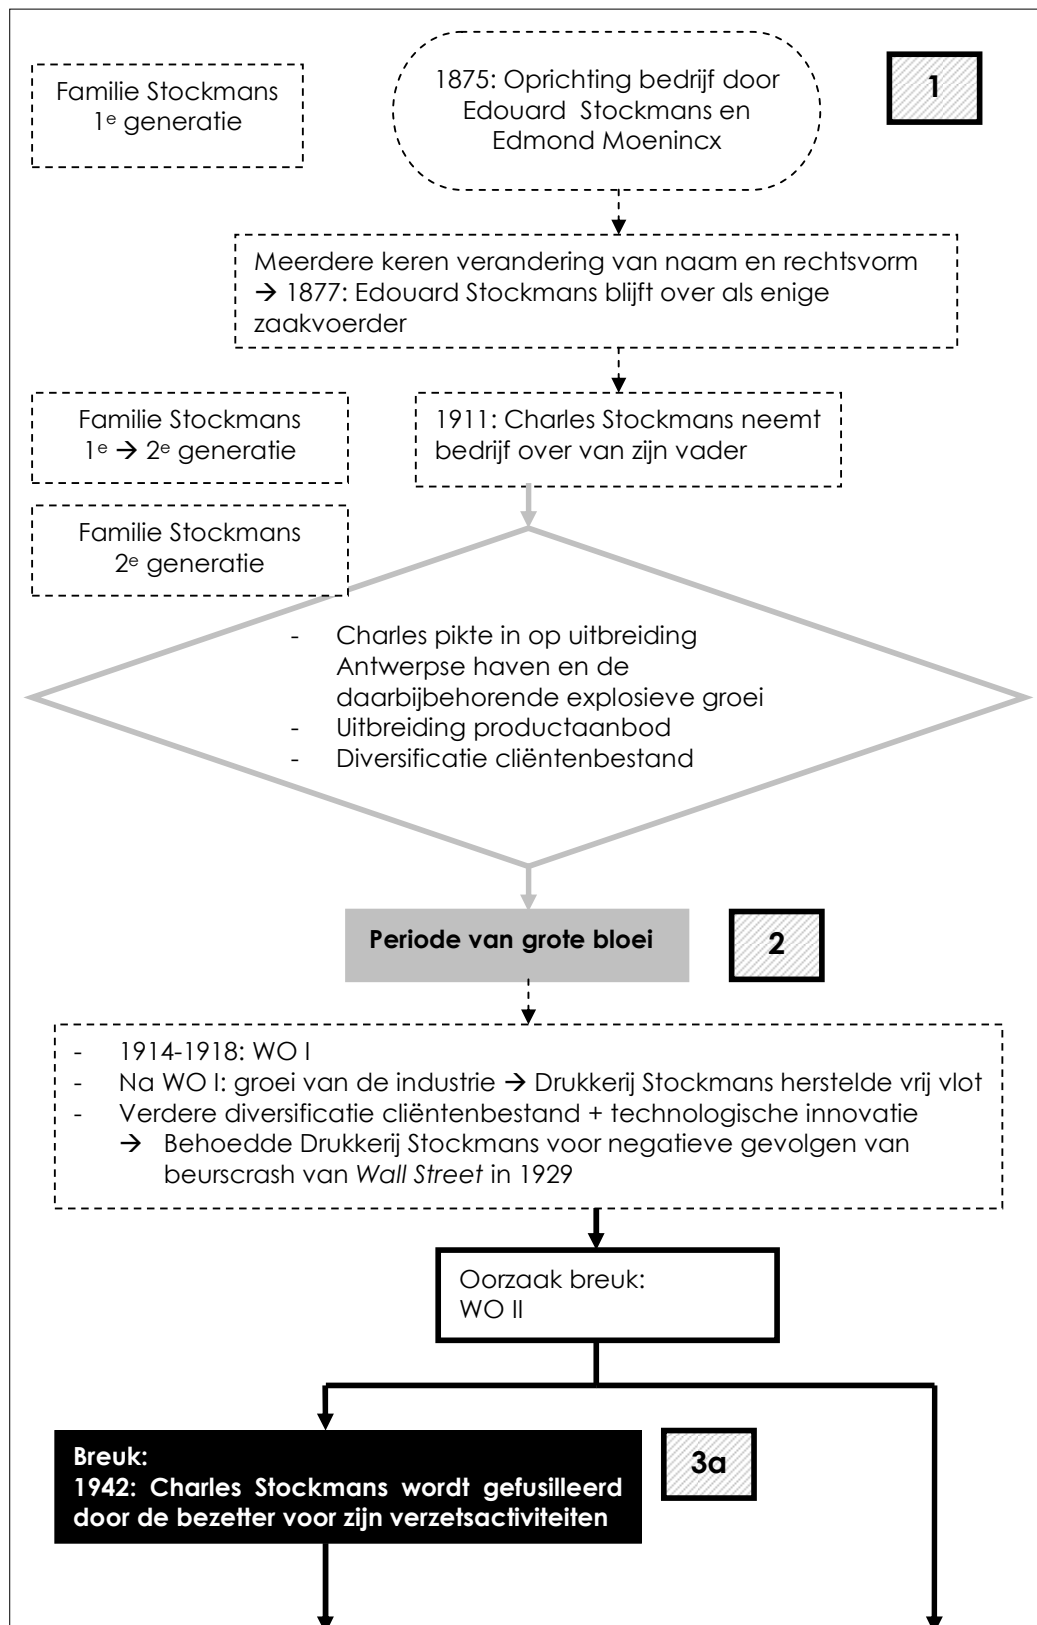 Familie Stockmans
1e generatie
1875: Oprichting bedrijf door
Edouard Stockmans en
Edmond Moenincx
1
Meerdere keren verandering van naam en rechtsvorm
→ 1877: Edouard Stockmans blijft over als enige
zaakvoerder
Familie Stockmans
1e → 2e generatie
1911: Charles Stockmans neemt
bedrijf over van zijn vader
Familie Stockmans
2e generatie
- Charles pikte in op uitbreiding
Antwerpse haven en de
daarbijbehorende explosieve groei
- Uitbreiding productaanbod
- Diversificatie cliëntenbestand
Periode van grote bloei
2
- 1914-1918: WO I
- Na WO I: groei van de industrie → Drukkerij Stockmans herstelde vrij vlot
- Verdere diversificatie cliëntenbestand + technologische innovatie
→ Behoedde Drukkerij Stockmans voor negatieve gevolgen van
beurscrash van Wall Street in 1929
Oorzaak breuk:
WO II
Breuk:
1942: Charles Stockmans wordt gefusilleerd
door de bezetter voor zijn verzetsactiviteiten
3a